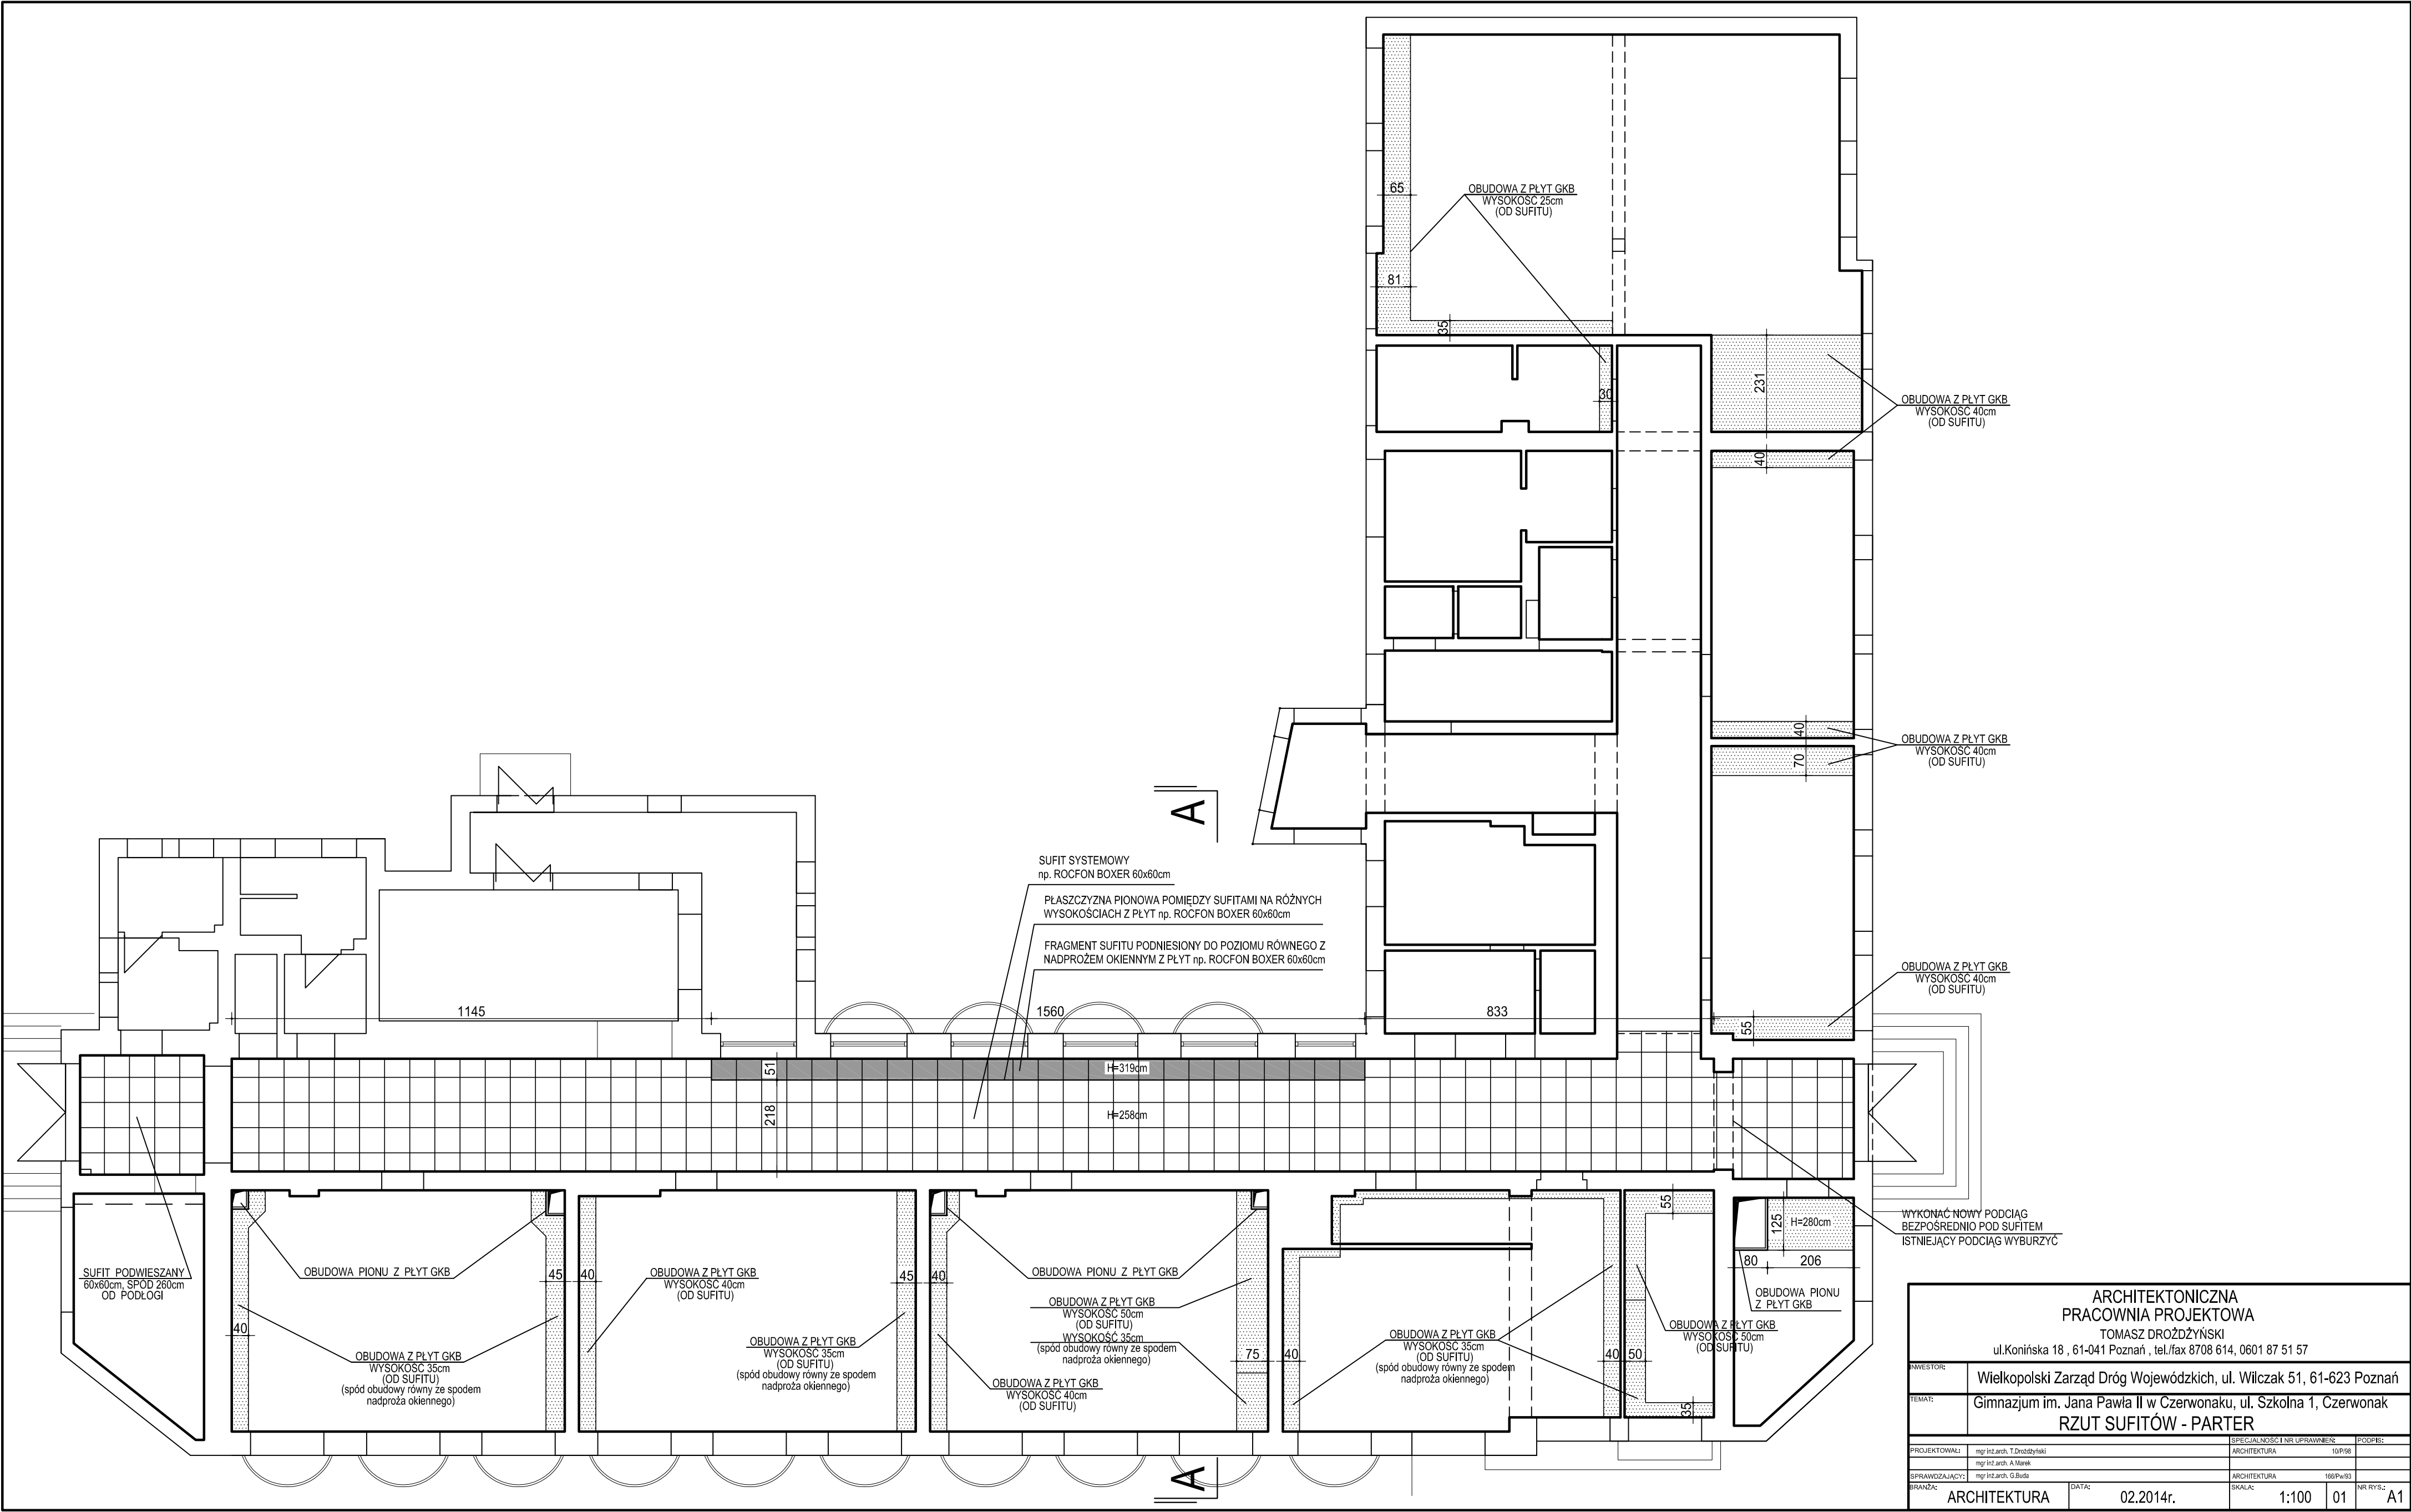 65
OBUDOWA Z PŁYT GKB
WYSOKOŚĆ 25cm
(OD SUFITU)
81
35
30
231
OBUDOWA Z PŁYT GKB
WYSOKOŚĆ 40cm
(OD SUFITU)
40
40
70
OBUDOWA Z PŁYT GKB
WYSOKOŚĆ 40cm
(OD SUFITU)
A
SUFIT SYSTEMOWY
np. ROCFON BOXER 60x60cm
PŁASZCZYZNA PIONOWA POMIĘDZY SUFITAMI NA RÓŻNYCH
WYSOKOŚCIACH Z PŁYT np. ROCFON BOXER 60x60cm
FRAGMENT SUFITU PODNIESIONY DO POZIOMU RÓWNEGO Z
NADPROŻEM OKIENNYM Z PŁYT np. ROCFON BOXER 60x60cm
OBUDOWA Z PŁYT GKB
WYSOKOŚĆ 40cm
(OD SUFITU)
1145
1560
833
55
51
H=319cm
218
H=258cm
WYKONAĆ NOWY PODCIĄG
BEZPOŚREDNIO POD SUFITEM
ISTNIEJĄCY PODCIĄG WYBURZYĆ
SUFIT PODWIESZANY
60x60cm, SPÓD 260cm
OD PODŁOGI
OBUDOWA PIONU Z PŁYT GKB
45
40
40
OBUDOWA Z PŁYT GKB
WYSOKOŚĆ 35cm
(OD SUFITU)
(spód obudowy równy ze spodem
nadproża okiennego)
OBUDOWA Z PŁYT GKB
WYSOKOŚĆ 40cm
(OD SUFITU)
45
40
OBUDOWA Z PŁYT GKB
WYSOKOŚĆ 35cm
(OD SUFITU)
(spód obudowy równy ze spodem
nadproża okiennego)
OBUDOWA PIONU Z PŁYT GKB
OBUDOWA Z PŁYT GKB
WYSOKOŚĆ 50cm
(OD SUFITU)
WYSOKOŚĆ 35cm
(spód obudowy równy ze spodem
nadproża okiennego)
OBUDOWA Z PŁYT GKB
WYSOKOŚĆ 40cm
(OD SUFITU)
75
40
OBUDOWA Z PŁYT GKB
WYSOKOŚĆ 35cm
(OD SUFITU)
(spód obudowy równy ze spodem
nadproża okiennego)
40
50
55
35
OBUDOWA Z PŁYT GKB
WYSOKOŚĆ 50cm
(OD SUFITU)
125
H=280cm
80
206
OBUDOWA PIONU
Z PŁYT GKB
A
ARCHITEKTONICZNA
PRACOWNIA PROJEKTOWA
TOMASZ DROŻDŻYŃSKI
ul.Konińska 18 , 61-041 Poznań , tel./fax 8708 614, 0601 87 51 57
INWESTOR: Wielkopolski Zarząd Dróg Wojewódzkich, ul. Wilczak 51, 61-623 Poznań
TEMAT: Gimnazjum im. Jana Pawła II w Czerwonaku, ul. Szkolna 1, Czerwonak
RZUT SUFITÓW - PARTER
SPECJALNOŚĆ I NR UPRAWNIEŃ: PODPIS:
PROJEKTOWAŁ: mgr inż.arch. T.Drożdżyński ARCHITEKTURA 10/P/98
mgr inż.arch. A.Marek
SPRAWDZAJĄCY: mgr inż.arch. G.Buda ARCHITEKTURA 166/Pw/93
BRANŻA: ARCHITEKTURA DATA: 02.2014r. SKALA: 1:100 01 NR RYS.: A1